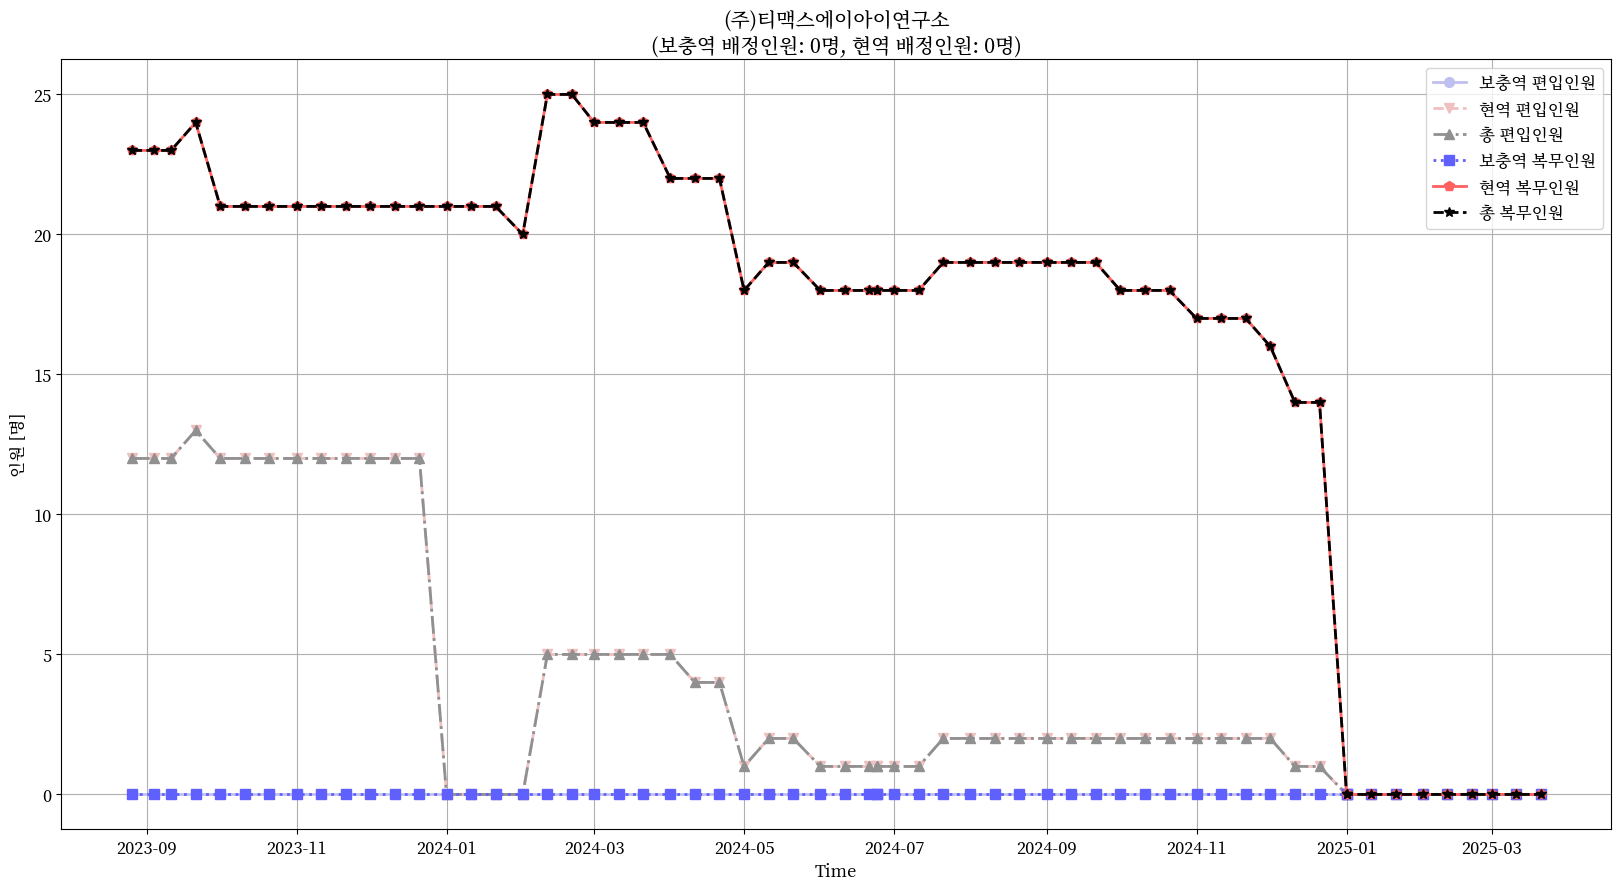 (주)티맥스에이아이연구소
(보충역 배정인원: 0명, 현역 배정인원: 0명)
보충역 편입인원
현역 편입인원
총 편입인원
보충역 복무인원
현역 복무인원
총 복무인원
인원 [명]
25
20
15
10
5
0
2023-09
2023-11
2024-01
2024-03
2024-05
2024-07
2024-09
2024-11
2025-01
2025-03
Time